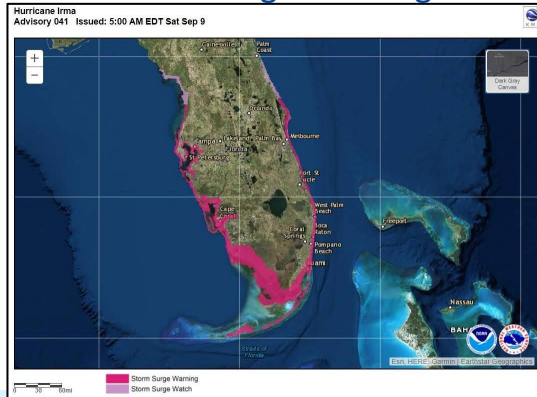 Hurricane Irma
Advisory 041 Issued: 5:00 AM EDT Sat Sep 9
+
−
Dark Gray
Canvas
Gainesville
Palm
Coast
Orlando
Tampa
Lakeland
Palm Bay
Melbourne
Florida
St Petersburg
Port St
Lucie
Cape
Coral
West Palm
Beach
Boca
Raton
Coral
Springs
Pompano
Beach
Miami
Freeport
Nassau
Straits of
Florida
NOAA
Esri, HERE, Garmin | Earthstar Geographics
0 30 60mi
Storm Surge Warning
Storm Surge Watch